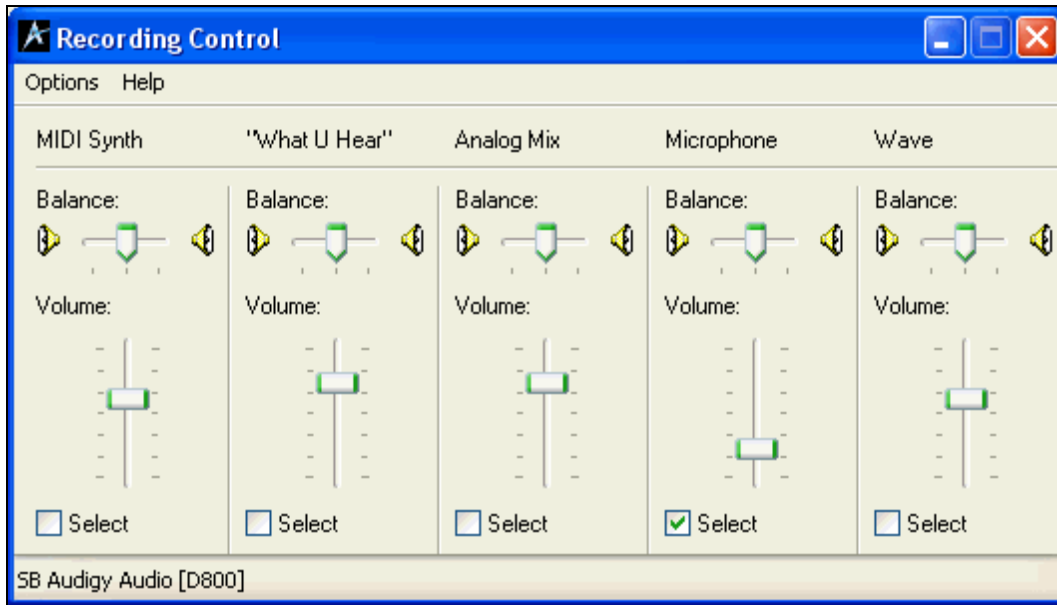 Recording Control
Options Help
MIDI Synth "What U Hear" Analog Mix Microphone Wave
Balance: Balance: Balance: Balance: Balance:
Volume: Volume: Volume: Volume: Volume:
Select Select Select Select Select
SB Audigy Audio [D800]